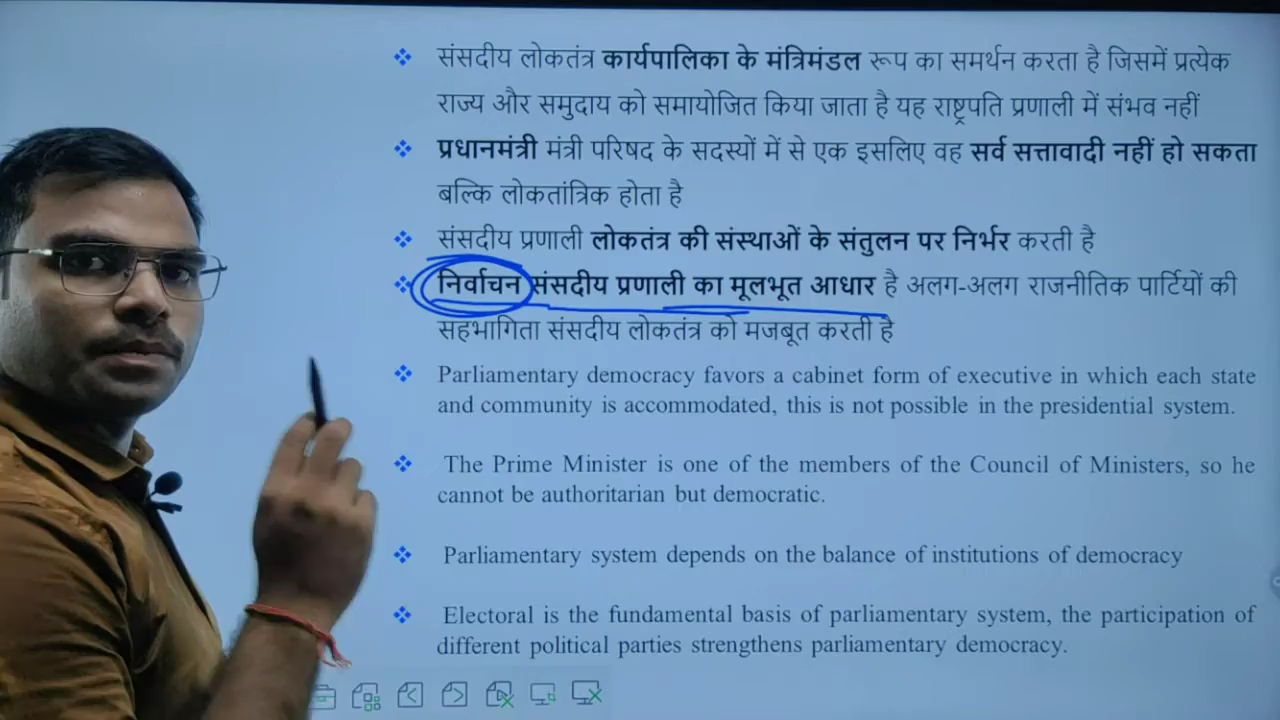 संसदीय लोकतंत्र कार्यपालिका के मंत्रिमंडल रूप का समर्थन करता है जिसमें प्रत्येक
राज्य और समुदाय को समायोजित किया जाता है यह राष्ट्रपति प्रणाली में संभव नहीं
प्रधानमंत्री मंत्री परिषद के सदस्यों में से एक इसलिए वह सर्व सत्तावादी नहीं हो सकता
बल्कि लोकतांत्रिक होता है
संसदीय प्रणाली लोकतंत्र की संस्थाओं के संतुलन पर निर्भर करती है
निर्वाचन संसदीय प्रणाली का मूलभूत आधार है अलग-अलग राजनीतिक पार्टियों की
सहभागिता संसदीय लोकतंत्र को मजबूत करती है
Parliamentary democracy favors a cabinet form of executive in which each state
and community is accommodated, this is not possible in the presidential system.
The Prime Minister is one of the members of the Council of Ministers, so he
cannot be authoritarian but democratic.
Parliamentary system depends on the balance of institutions of democracy
Electoral is the fundamental basis of parliamentary system, the participation of
different political parties strengthens parliamentary democracy.